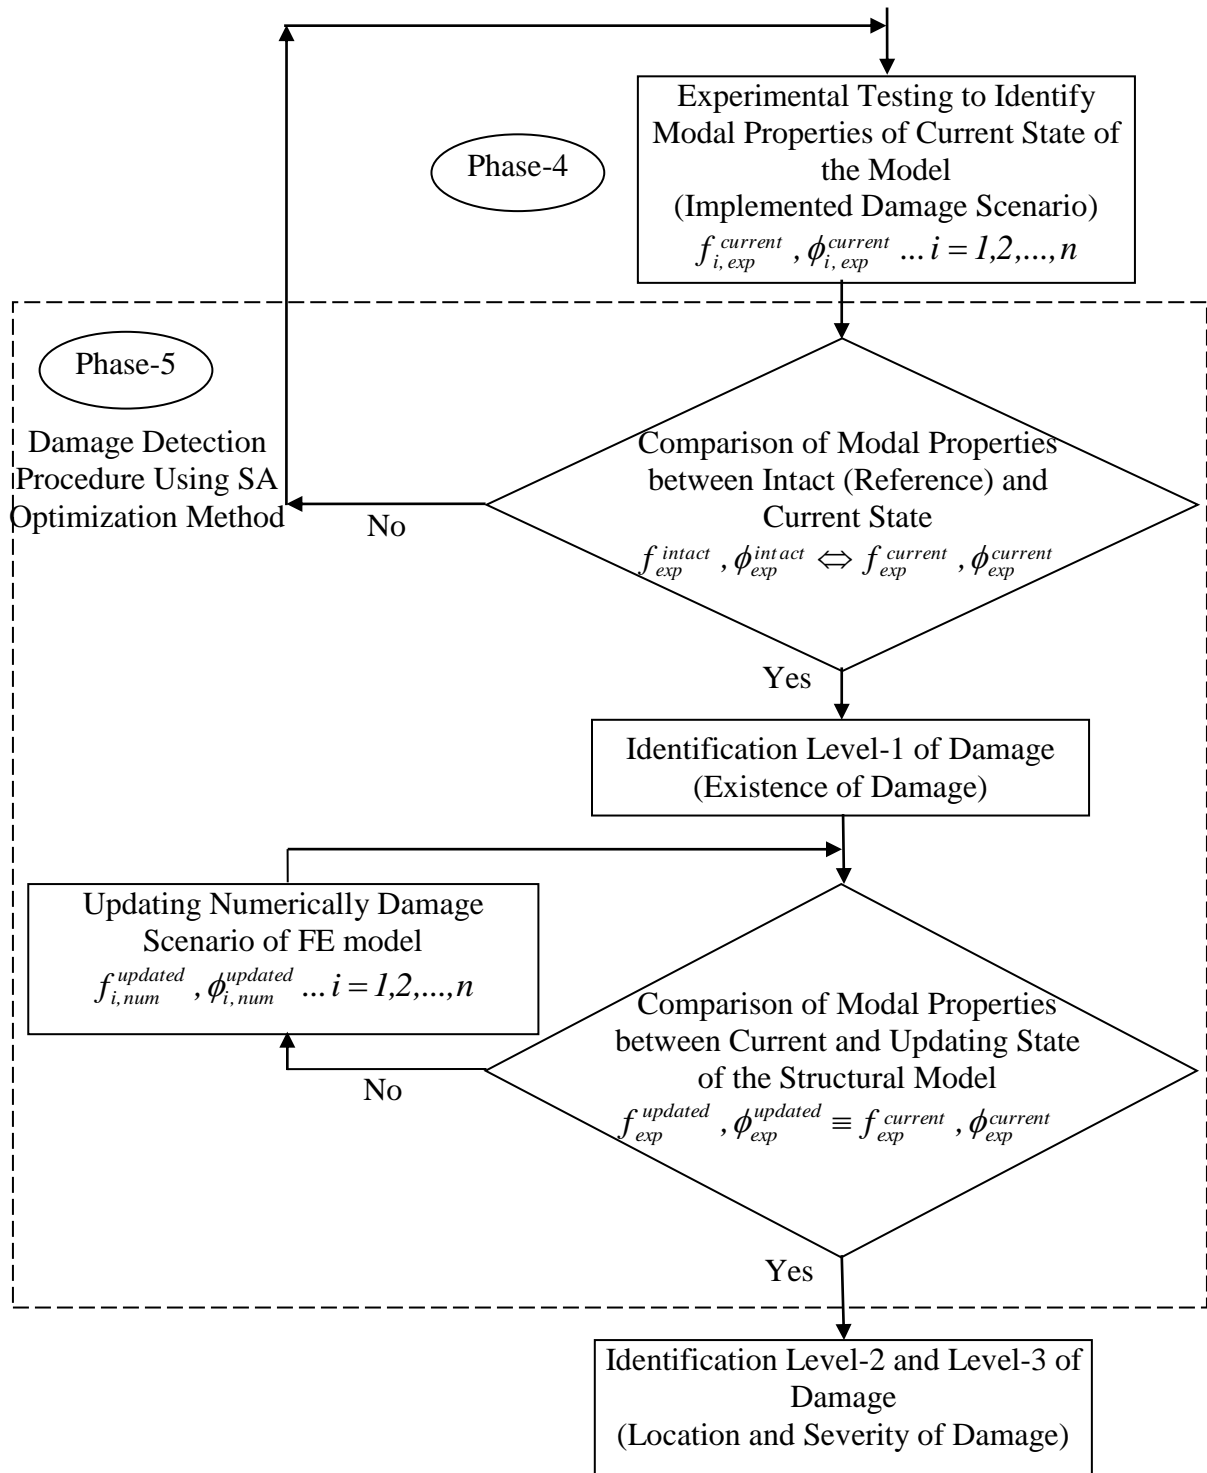 Experimental Testing to Identify
Modal Properties of Current State of
the Model
(Implemented Damage Scenario)
f_{i,exp}^{current} , ϕ_{i,exp}^{current} ... i = 1,2,...,n
Phase-4
Phase-5
Damage Detection
Procedure Using SA
Optimization Method
Comparison of Modal Properties
between Intact (Reference) and
Current State
f_{exp}^{intact} , ϕ_{exp}^{intact} ⇔ f_{exp}^{current} , ϕ_{exp}^{current}
No
Yes
Identification Level-1 of Damage
(Existence of Damage)
Updating Numerically Damage
Scenario of FE model
f_{i,num}^{updated} , ϕ_{i,num}^{updated} ... i = 1,2,...,n
Comparison of Modal Properties
between Current and Updating State
of the Structural Model
f_{exp}^{updated} , ϕ_{exp}^{updated} ≡ f_{exp}^{current} , ϕ_{exp}^{current}
No
Yes
Identification Level-2 and Level-3 of
Damage
(Location and Severity of Damage)